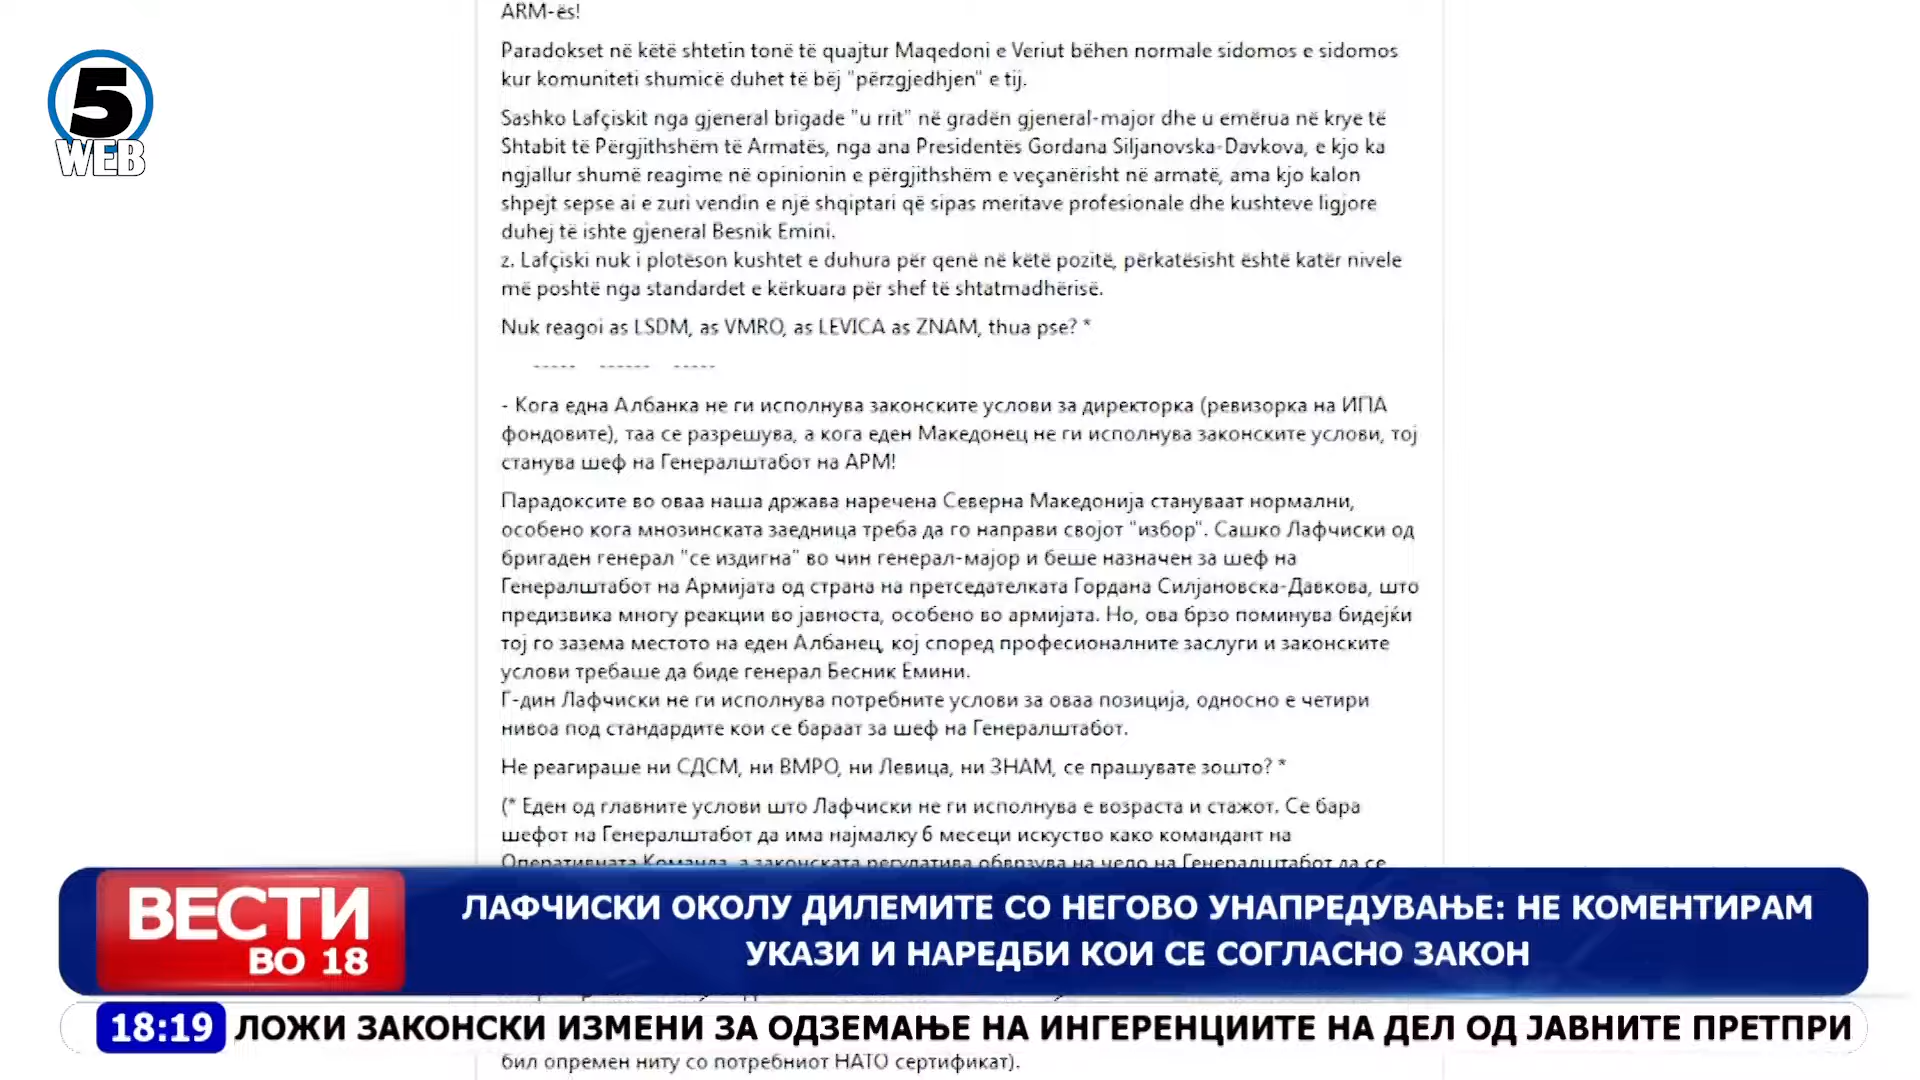 ARM-ës!
Paradokset në këtë shtetin tonë të quajtur Maqedoni e Veriut bëhen normale sidomos e sidomos
kur komuniteti shumicë duhet të bëj "përzgjedhjen" e tij.
Sashko Lafçiskit nga gjeneral brigade "u rrit" në gradën gjeneral-major dhe u emërua në krye të
Shtabit të Përgjithshëm të Armatës, nga ana Presidentës Gordana Siljanovska-Davkova, e kjo ka
ngjallur shumë reagime në opinionin e përgjithshëm e veçanërisht në armatë, ama kjo kalon
shpejt sepse ai e zuri vendin e një shqiptari që sipas meritave profesionale dhe kushteve ligjore
duhej të ishte gjeneral Besnik Emini.
z. Lafçiski nuk i plotëson kushtet e duhura për qenë në këtë pozitë, përkatësisht është katër nivele
më poshtë nga standardet e kërkuara për shef të shtatmadhërisë.
Nuk reagoi as LSDM, as VMRO, as LEVICA as ZNAM, thua pse? *
----- ------ -----
- Кога една Албанка не ги исполнува законските услови за директорка (ревизорка на ИПА
фондовите), таа се разрешува, а кога еден Македонец не ги исполнува законските услови, тој
станува шеф на Генералштабот на АРМ!
Парадоксите во оваа наша држава наречена Северна Македонија стануваат нормални,
особено кога мнозинската заедница треба да го направи својот "избор". Сашко Лафчиски од
бригаден генерал "се издигна" во чин генерал-мајор и беше назначен за шеф на
Генералштабот на Армијата од страна на претседателката Гордана Силјановска-Давкова, што
предизвика многу реакции во јавноста, особено во армијата. Но, ова брзо поминува бидејќи
тој го зазема местото на еден Албанец, кој според професионалните заслуги и законските
услови требаше да биде генерал Бесник Емини.
Г-дин Лафчиски не ги исполнува потребните услови за оваа позиција, односно е четири
нивоа под стандардите кои се бараат за шеф на Генералштабот.
Не реагираше ни СДСМ, ни ВМРО, ни Левица, ни ЗНАМ, се прашувате зошто? *
(* Еден од главните услови што Лафчиски не ги исполнува е возраста и стажот. Се бара
шефот на Генералштабот да има најмалку 6 месеци искуство како командант на
Оперативната Команда, а законската регулатива обврзува на чело на Генералштабот да се
бил опремен ниту со потребниот НАТО сертификат).
5
WEB
ВЕСТИ
ВО 18
ЛАФЧИСКИ ОКОЛУ ДИЛЕМИТЕ СО НЕГОВО УНАПРЕДУВАЊЕ: НЕ КОМЕНТИРАМ
УКАЗИ И НАРЕДБИ КОИ СЕ СОГЛАСНО ЗАКОН
18:19 ЛОЖИ ЗАКОНСКИ ИЗМЕНИ ЗА ОДЗЕМАЊЕ НА ИНГЕРЕНЦИИТЕ НА ДЕЛ ОД ЈАВНИТЕ ПРЕТПРИ